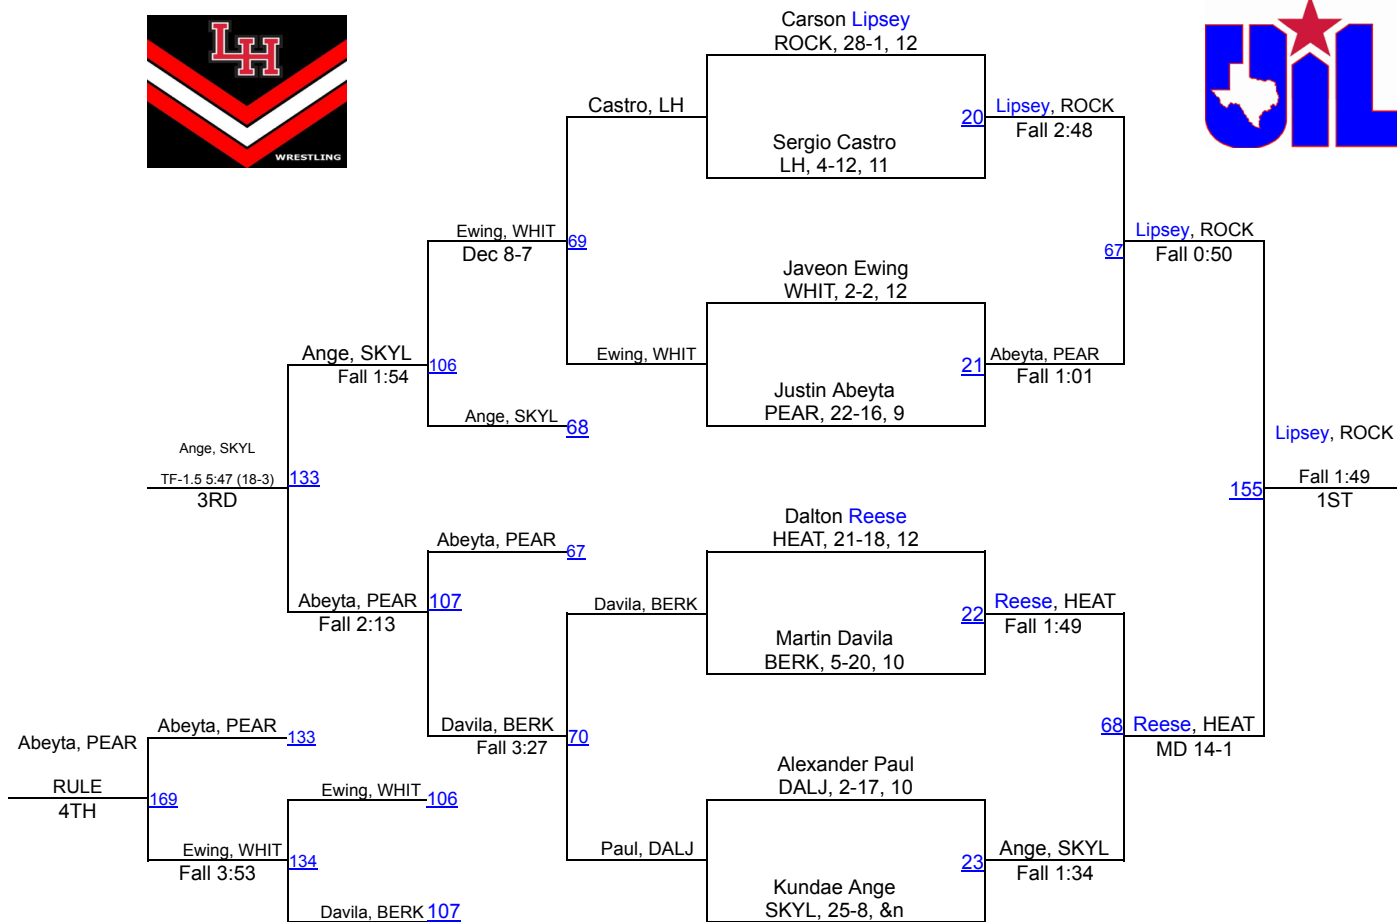 LH
WRESTLING
UIL
Carson Lipsey
ROCK, 28-1, 12
Castro, LH
20
Lipsey, ROCK
Fall 2:48
Sergio Castro
LH, 4-12, 11
Ewing, WHIT
Dec 8-7
69
Lipsey, ROCK
Fall 0:50
67
Javeon Ewing
WHIT, 2-2, 12
Ange, SKYL
Fall 1:54
106
Ewing, WHIT
21
Abeyta, PEAR
Fall 1:01
Justin Abeyta
PEAR, 22-16, 9
Ange, SKYL
68
Lipsey, ROCK
Fall 1:49
1ST
155
Ange, SKYL
TF-1.5 5:47 (18-3)
3RD
133
Dalton Reese
HEAT, 21-18, 12
Abeyta, PEAR
67
Abeyta, PEAR
Fall 2:13
107
Davila, BERK
22
Reese, HEAT
Fall 1:49
Martin Davila
BERK, 5-20, 10
Abeyta, PEAR
RULE
4TH
Abeyta, PEAR
133
Davila, BERK
Fall 3:27
70
68
Reese, HEAT
MD 14-1
Alexander Paul
DALJ, 2-17, 10
169
Ewing, WHIT
106
Ewing, WHIT
Fall 3:53
134
Paul, DALJ
23
Ange, SKYL
Fall 1:34
Kundae Ange
SKYL, 25-8, &n
Davila, BERK
107